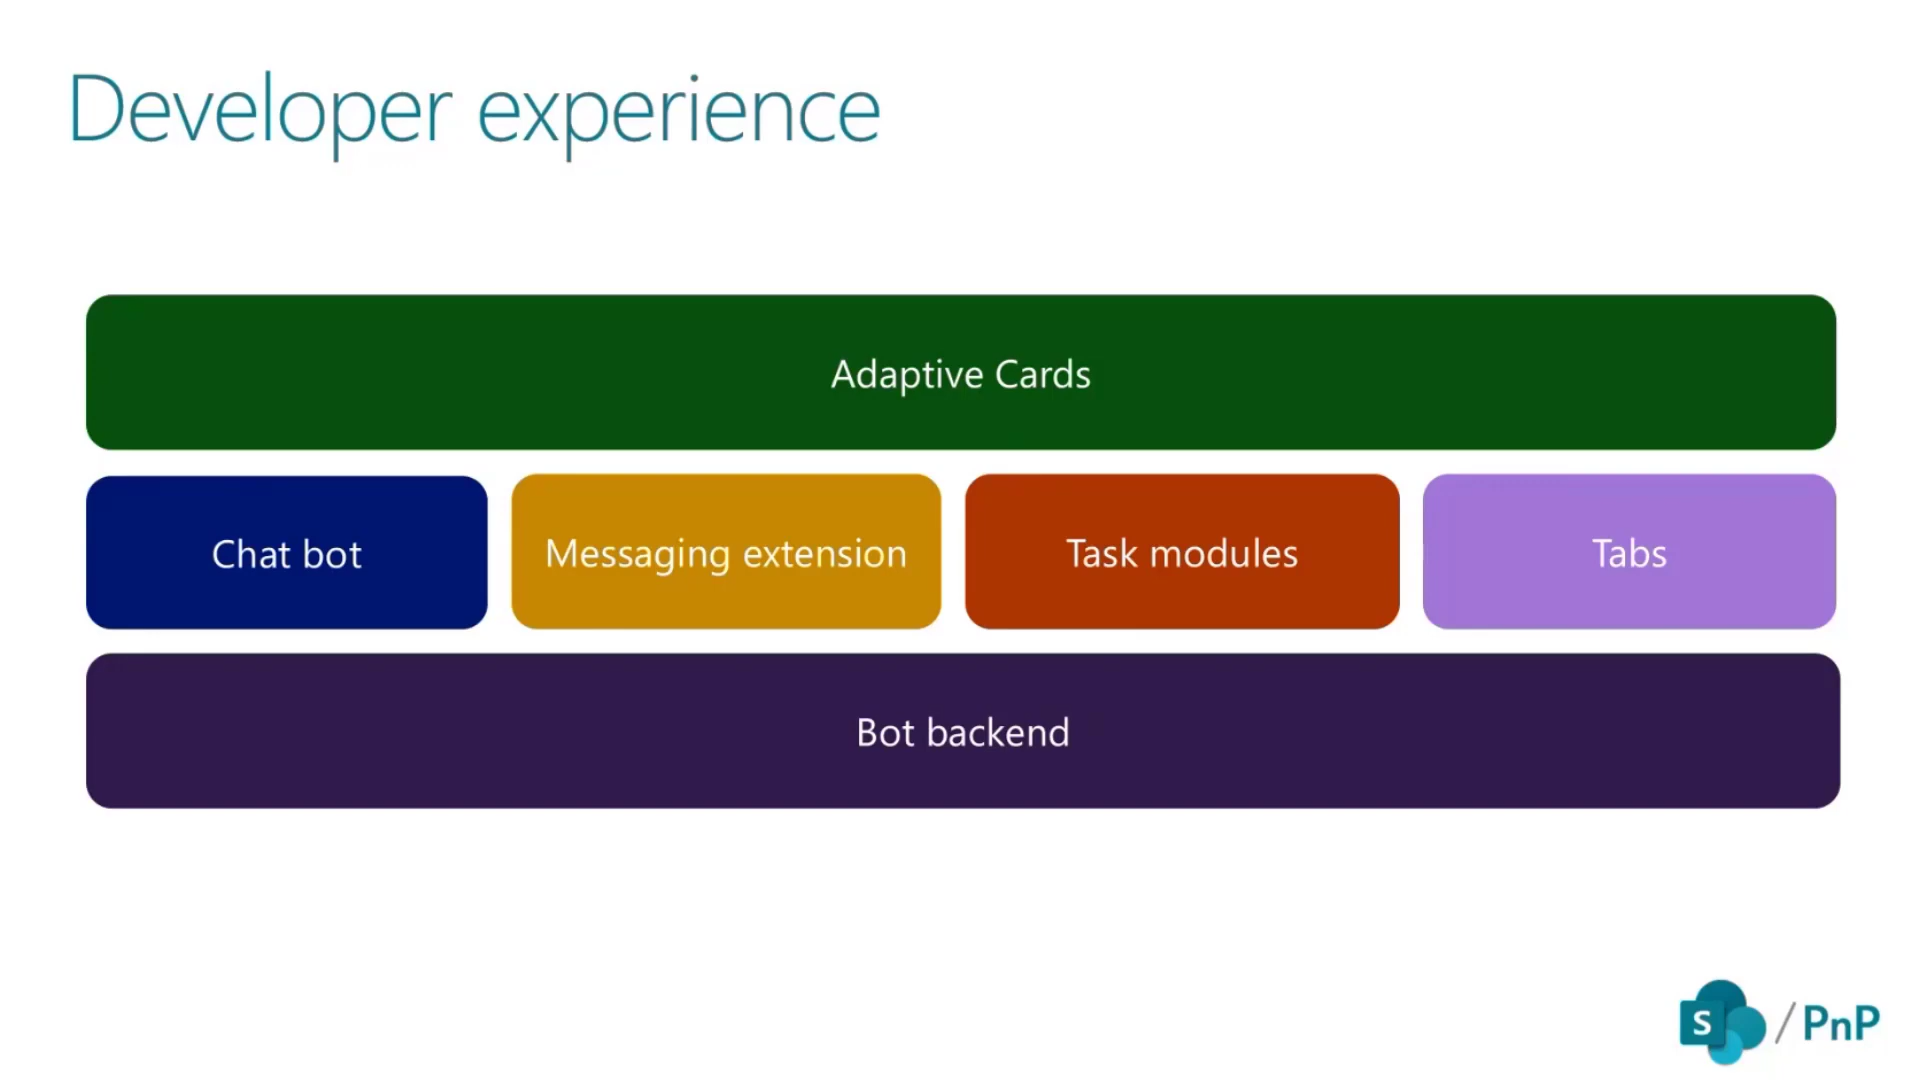 Developer experience
Adaptive Cards
Chat bot
Messaging extension
Task modules
Tabs
Bot backend
S / PnP